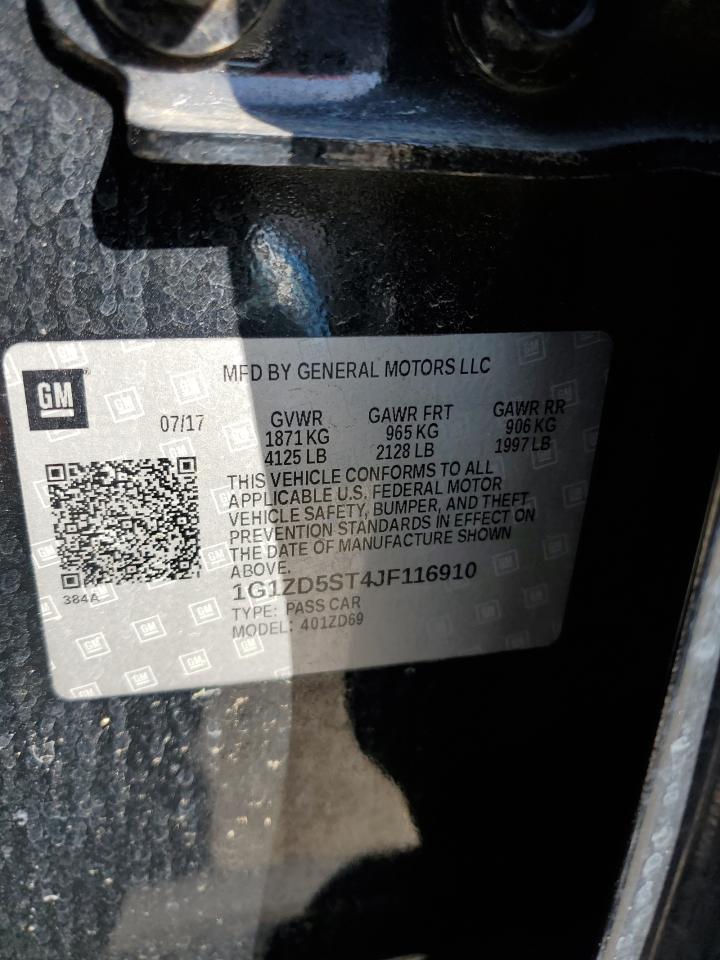 MFD BY GENERAL MOTORS LLC
GM
07/17
GVWR GAWR FRT GAWR RR
1871 KG 965 KG 906 KG
4125 LB 2128 LB 1997 LB
THIS VEHICLE CONFORMS TO ALL
APPLICABLE U.S. FEDERAL MOTOR
VEHICLE SAFETY, BUMPER, AND THEFT
PREVENTION STANDARDS IN EFFECT ON
THE DATE OF MANUFACTURE SHOWN
ABOVE.
384A
1G1ZD5ST4JF116910
TYPE: PASS CAR
MODEL: 401ZD69